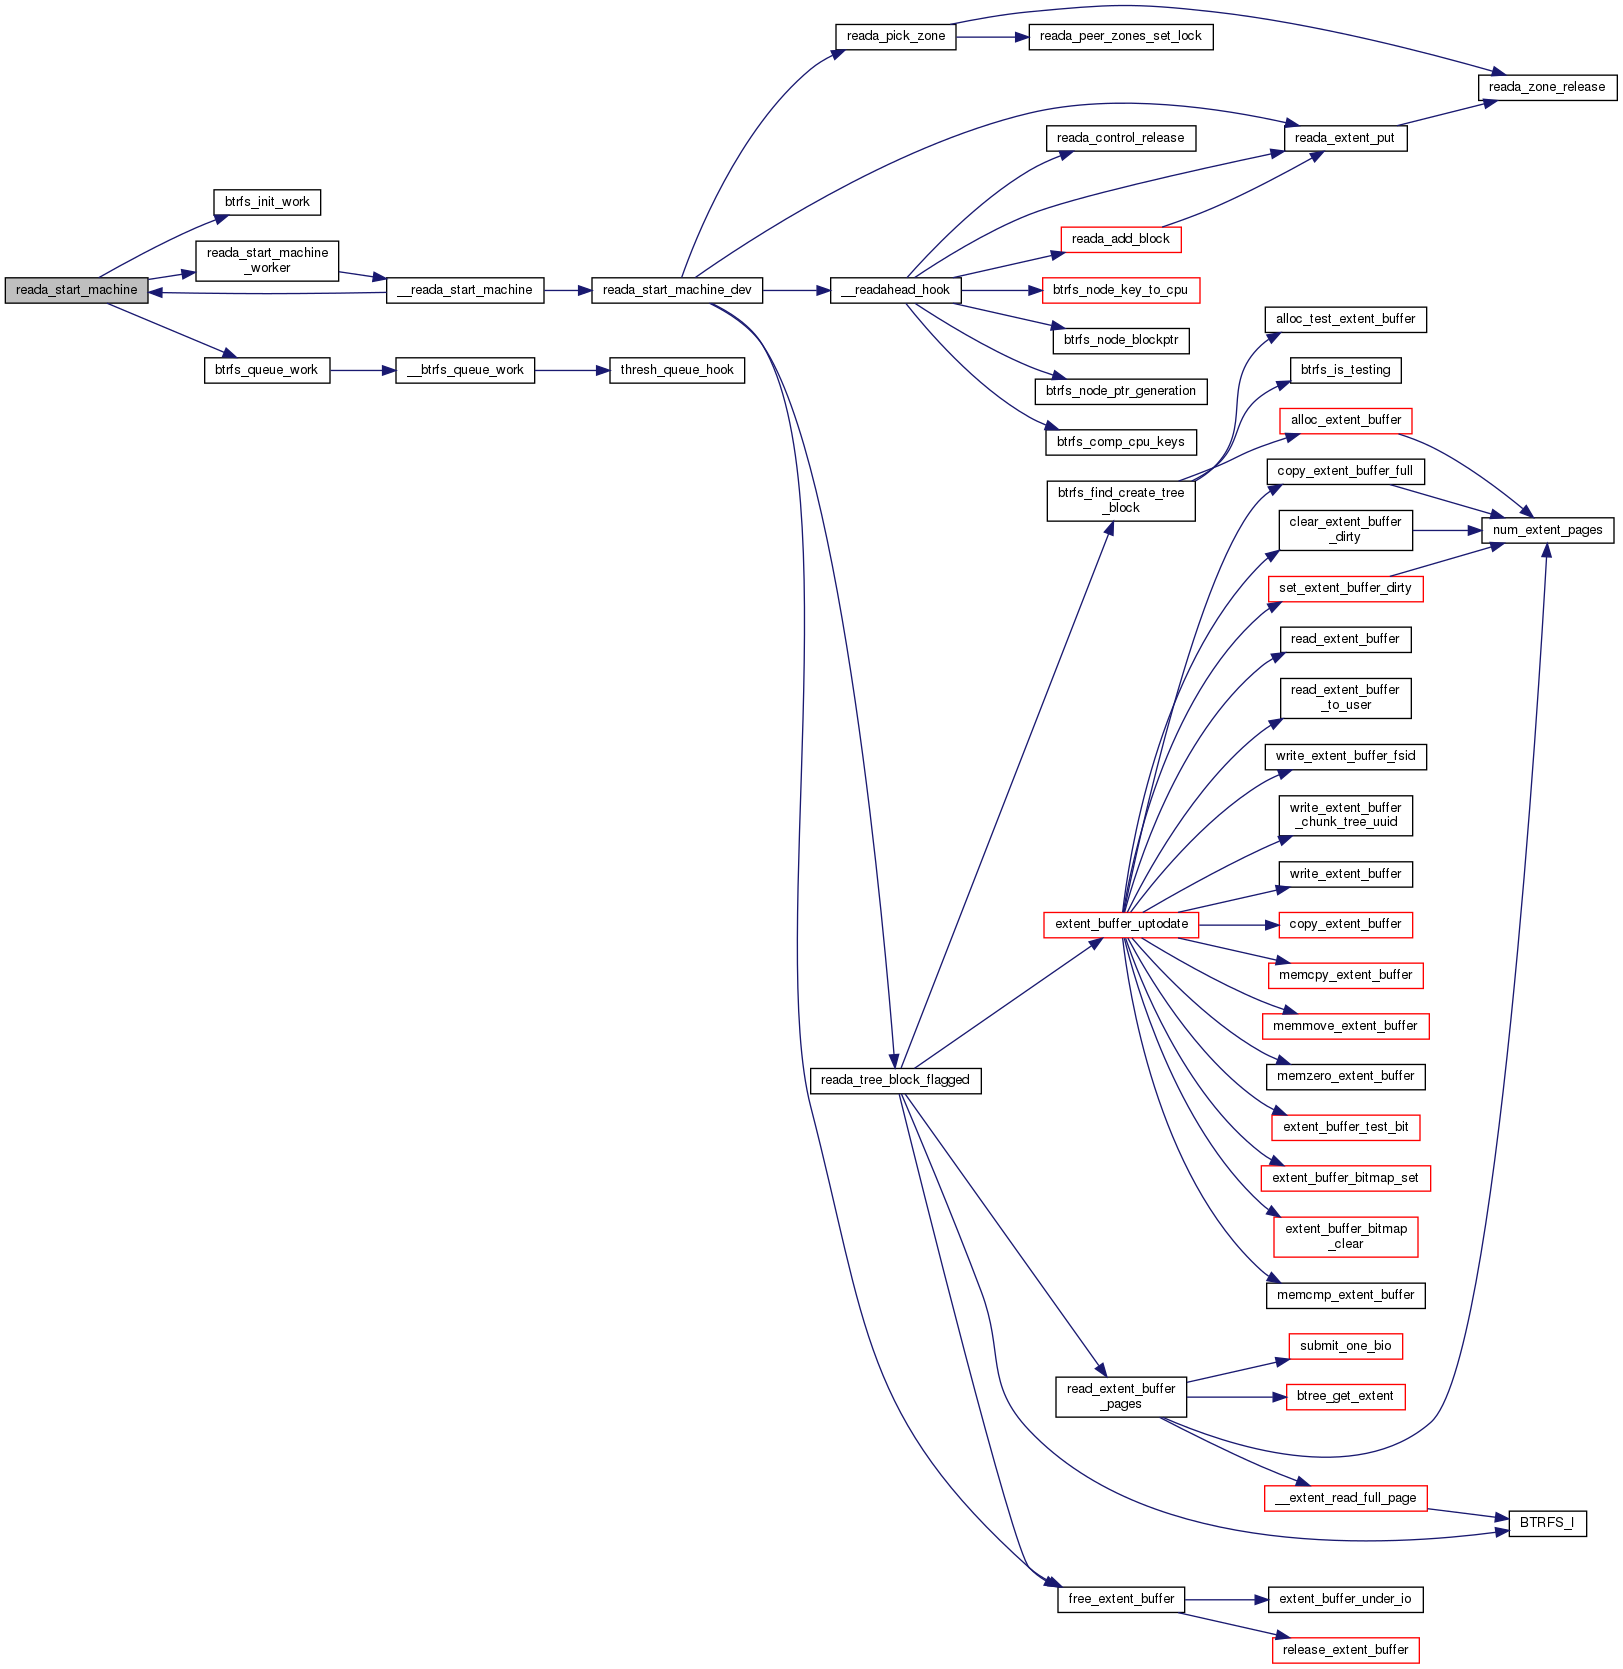 reada_pick_zone
reada_peer_zones_set_lock
reada_zone_release
reada_control_release
reada_extent_put
btrfs_init_work
reada_start_machine
_worker
reada_add_block
reada_start_machine
__reada_start_machine
reada_start_machine_dev
__readahead_hook
btrfs_node_key_to_cpu
alloc_test_extent_buffer
btrfs_node_blockptr
btrfs_queue_work
__btrfs_queue_work
thresh_queue_hook
btrfs_is_testing
btrfs_node_ptr_generation
alloc_extent_buffer
btrfs_comp_cpu_keys
copy_extent_buffer_full
btrfs_find_create_tree
_block
clear_extent_buffer
_dirty
num_extent_pages
set_extent_buffer_dirty
read_extent_buffer
read_extent_buffer
_to_user
write_extent_buffer_fsid
write_extent_buffer
_chunk_tree_uuid
write_extent_buffer
extent_buffer_uptodate
copy_extent_buffer
memcpy_extent_buffer
memmove_extent_buffer
reada_tree_block_flagged
memzero_extent_buffer
extent_buffer_test_bit
extent_buffer_bitmap_set
extent_buffer_bitmap
_clear
memcmp_extent_buffer
submit_one_bio
read_extent_buffer
_pages
btree_get_extent
__extent_read_full_page
BTRFS_I
free_extent_buffer
extent_buffer_under_io
release_extent_buffer